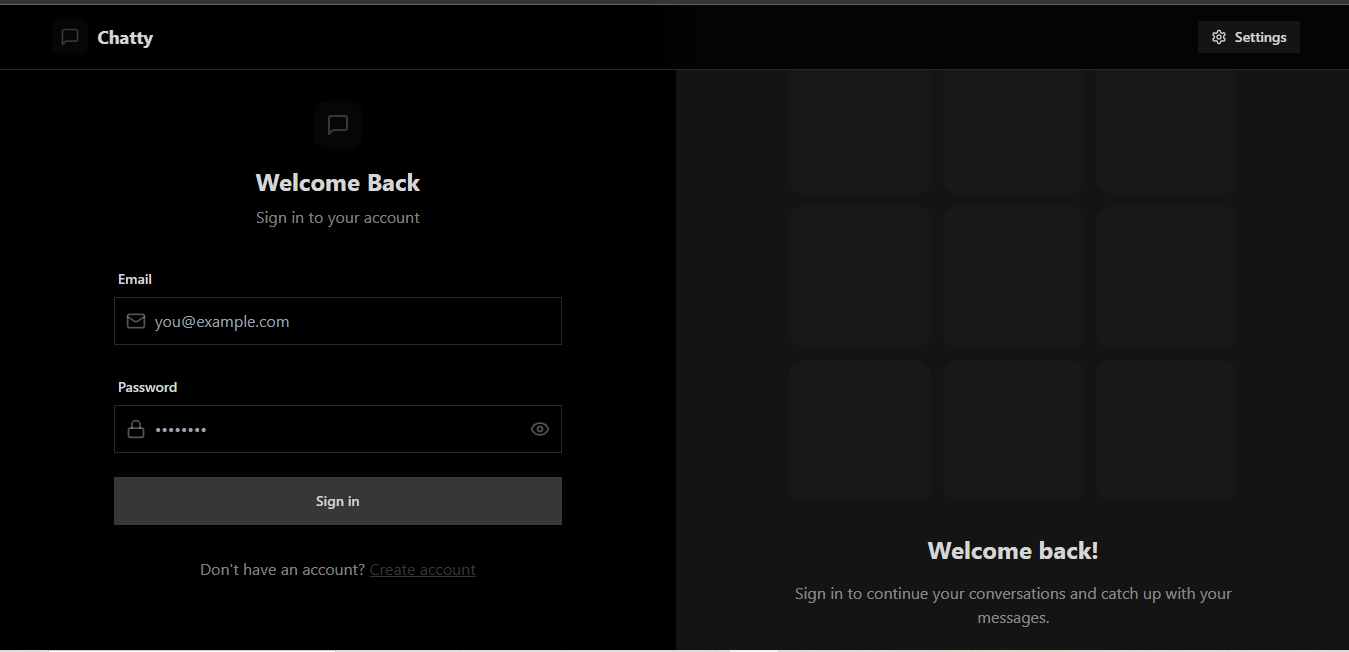 Chatty
Settings
Welcome Back
Sign in to your account
Email
you@example.com
Password
••••••••
Sign in
Don't have an account? Create account
Welcome back!
Sign in to continue your conversations and catch up with your
messages.